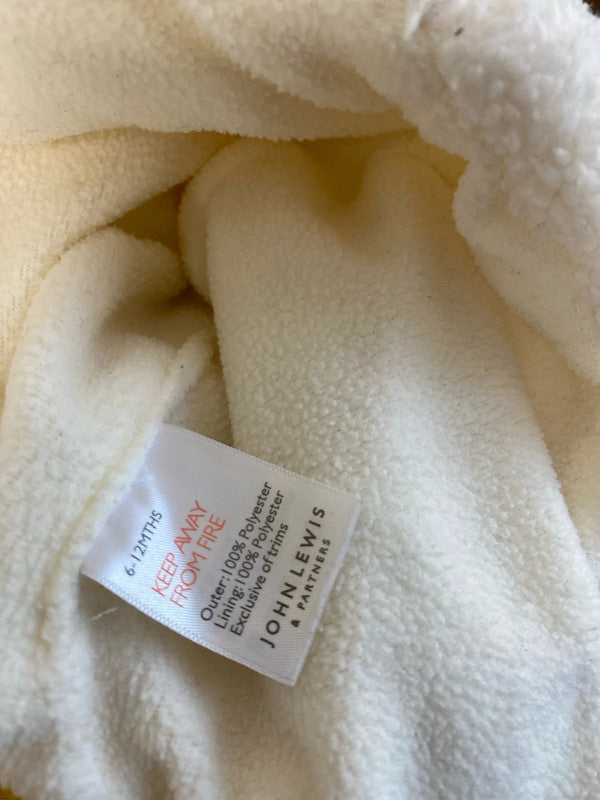 6-12MTHS
KEEP AWAY
FROM FIRE
Outer:100% Polyester
Lining:100% Polyester
Exclusive of trims
JOHN LEWIS
& PARTNERS